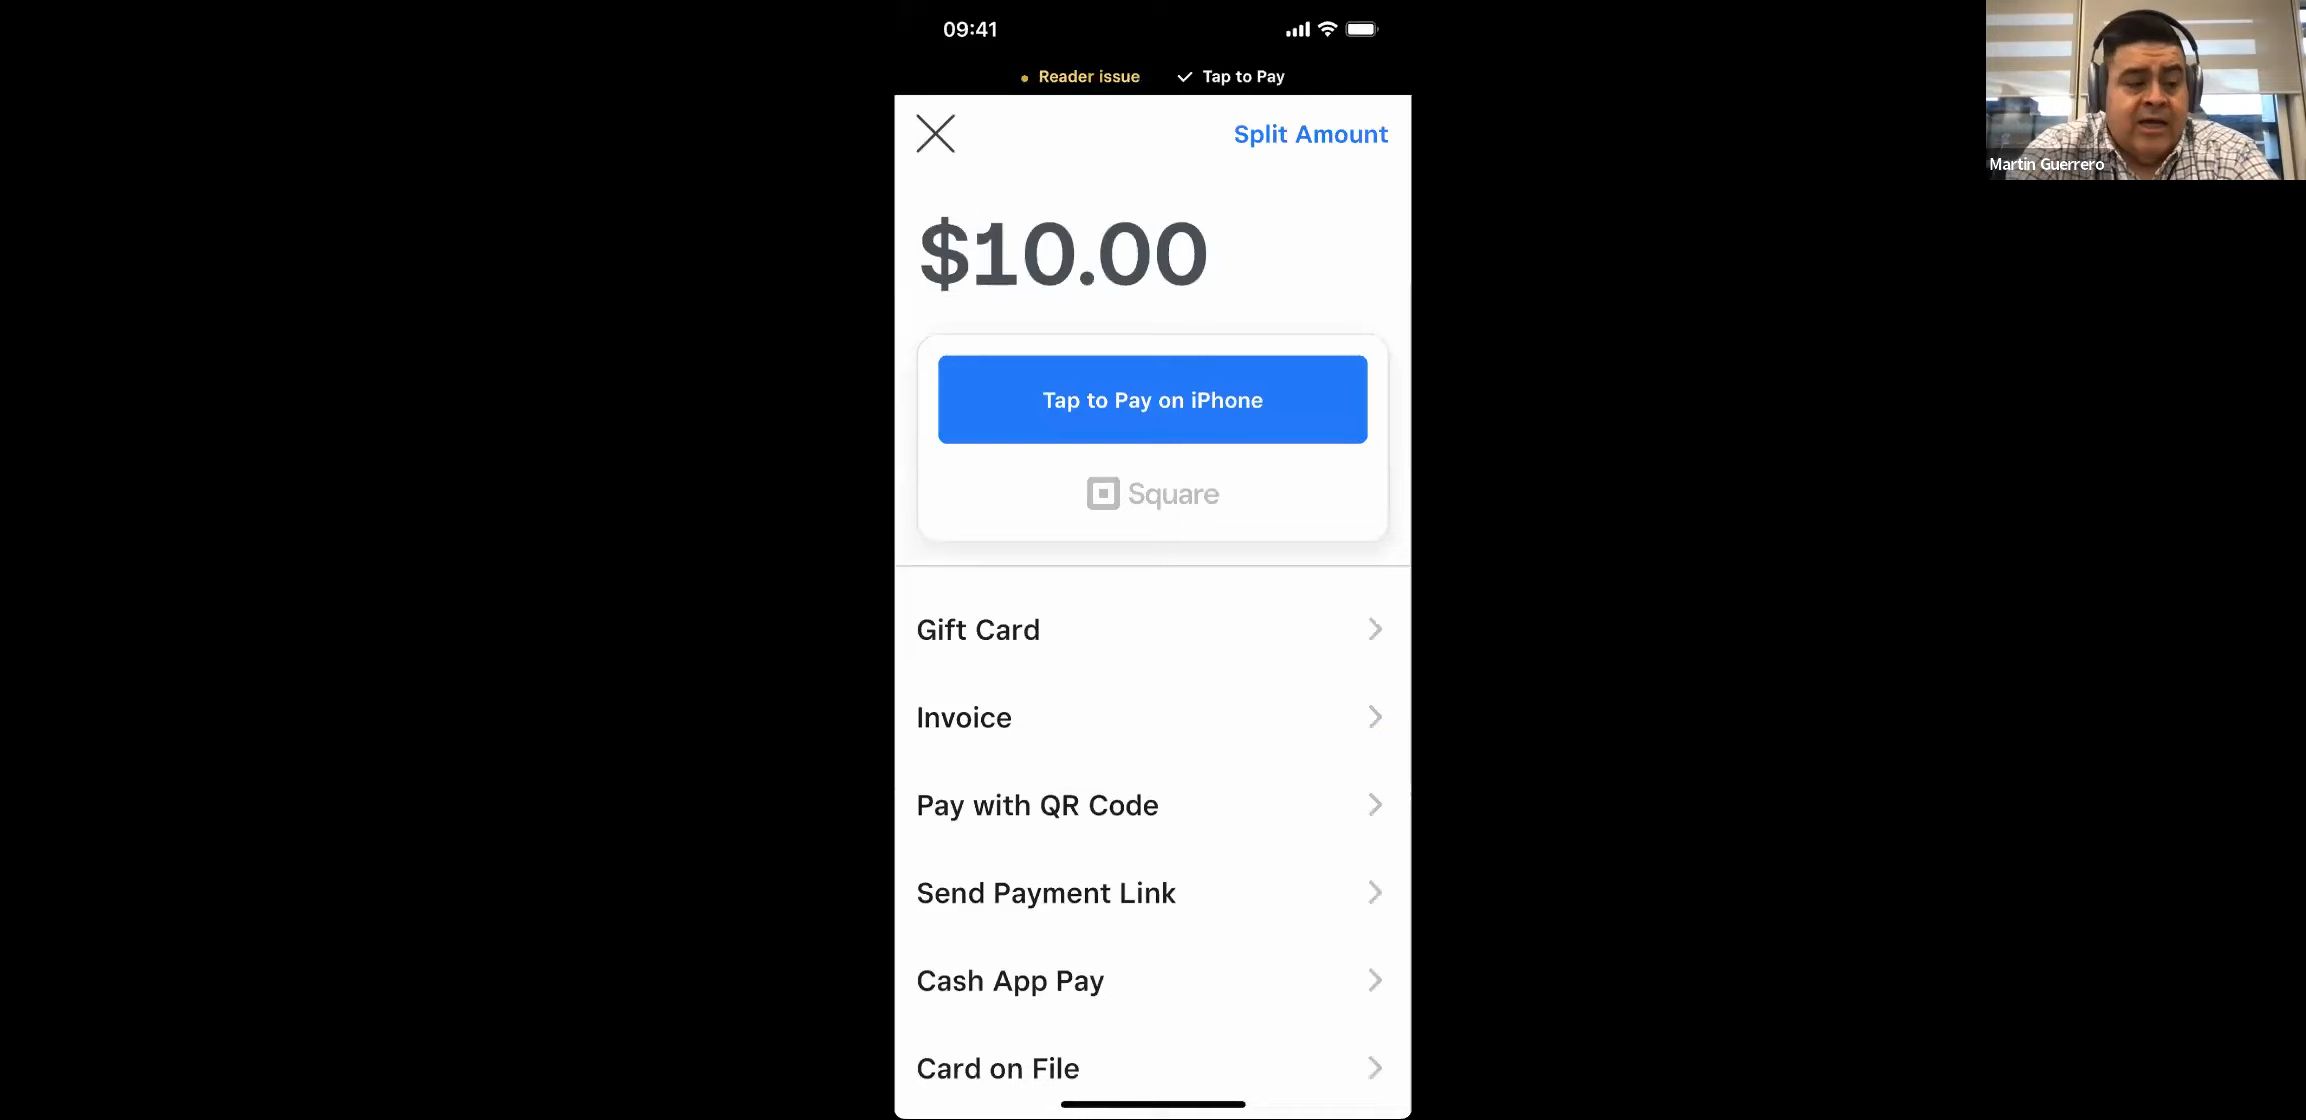 09:41
Reader issue
Tap to Pay
Split Amount
$10.00
Tap to Pay on iPhone
Square
Gift Card
Invoice
Pay with QR Code
Send Payment Link
Cash App Pay
Card on File
Martin Guerrero